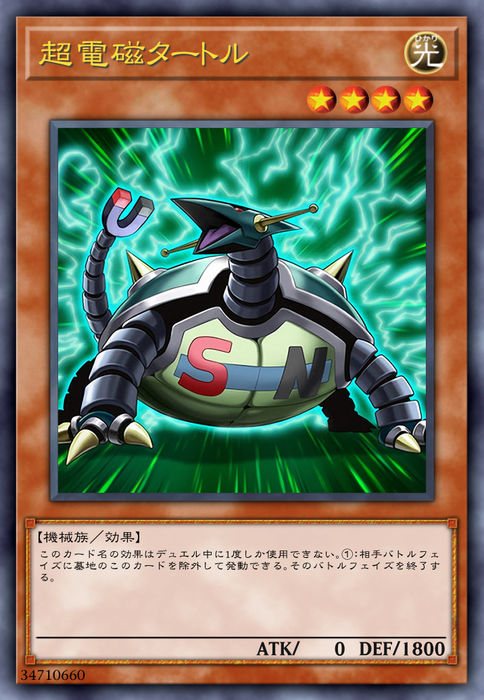 超電磁タートル
ひかり
光
S N
【機械族／効果】
このカード名の効果はデュエル中に1度しか使用できない。①：相手バトルフェ
イズに墓地のこのカードを除外して発動できる。そのバトルフェイズを終了す
る。
ATK/ 0 DEF/1800
34710660